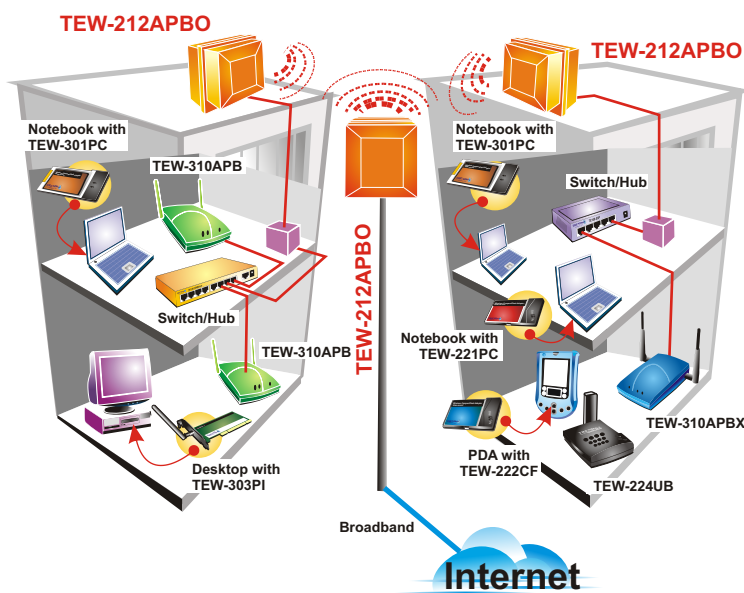 TEW-212APBO
TEW-212APBO
Notebook with
TEW-301PC
TEW-310APB
Switch/Hub
TEW-310APB
Desktop with
TEW-303PI
TEW-212APBO
Notebook with
TEW-301PC
Switch/Hub
Notebook with
TEW-221PC
PDA with
TEW-222CF
TEW-310APBX
TEW-224UB
Broadband
Internet